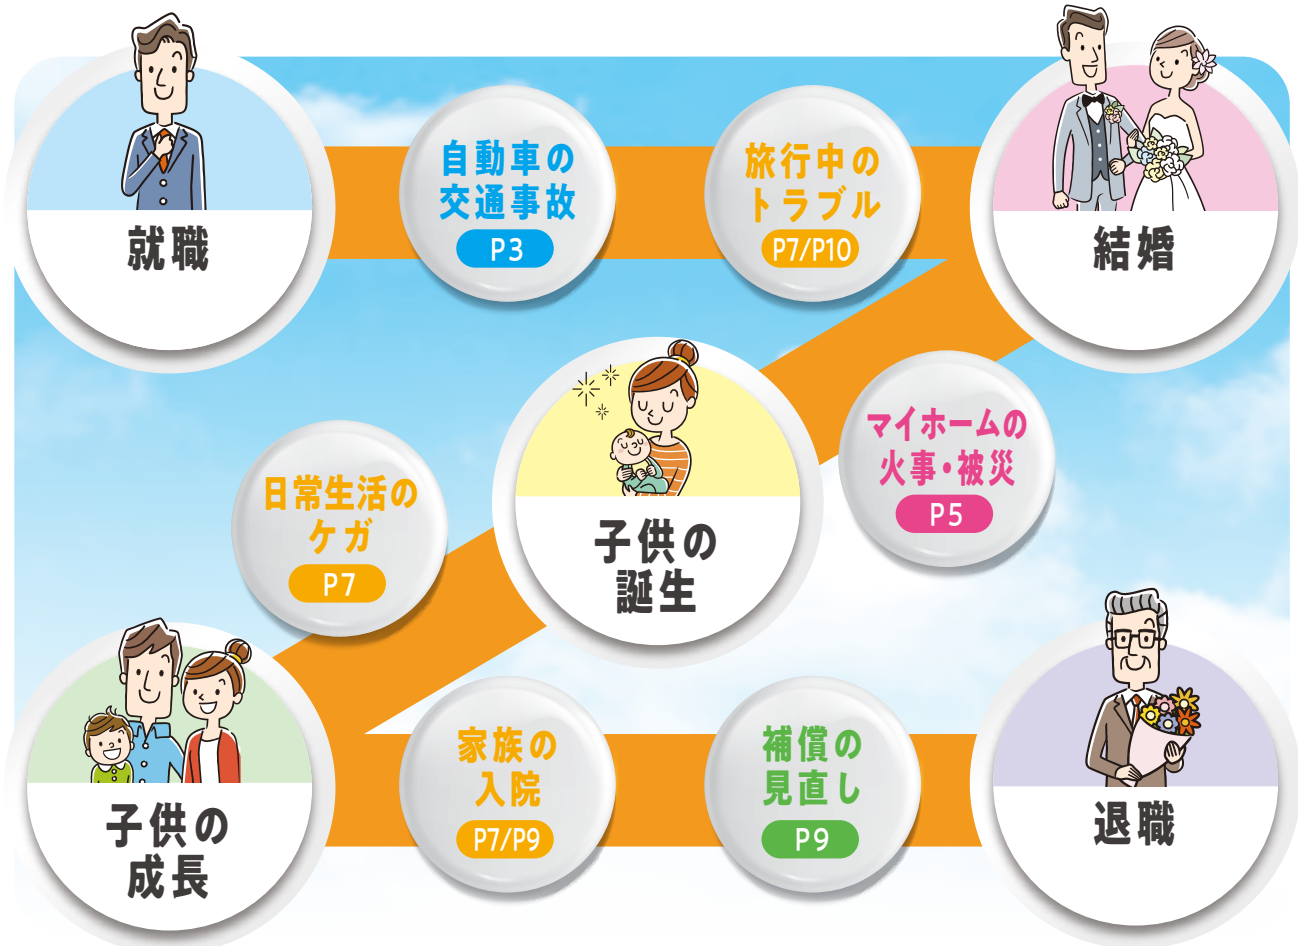 就職
自動車の
交通事故
P3
旅行中の
トラブル
P7/P10
結婚
マイホームの
火事・被災
P5
子供の
誕生
日常生活の
ケガ
P7
子供の
成長
家族の
入院
P7/P9
補償の
見直し
P9
退職